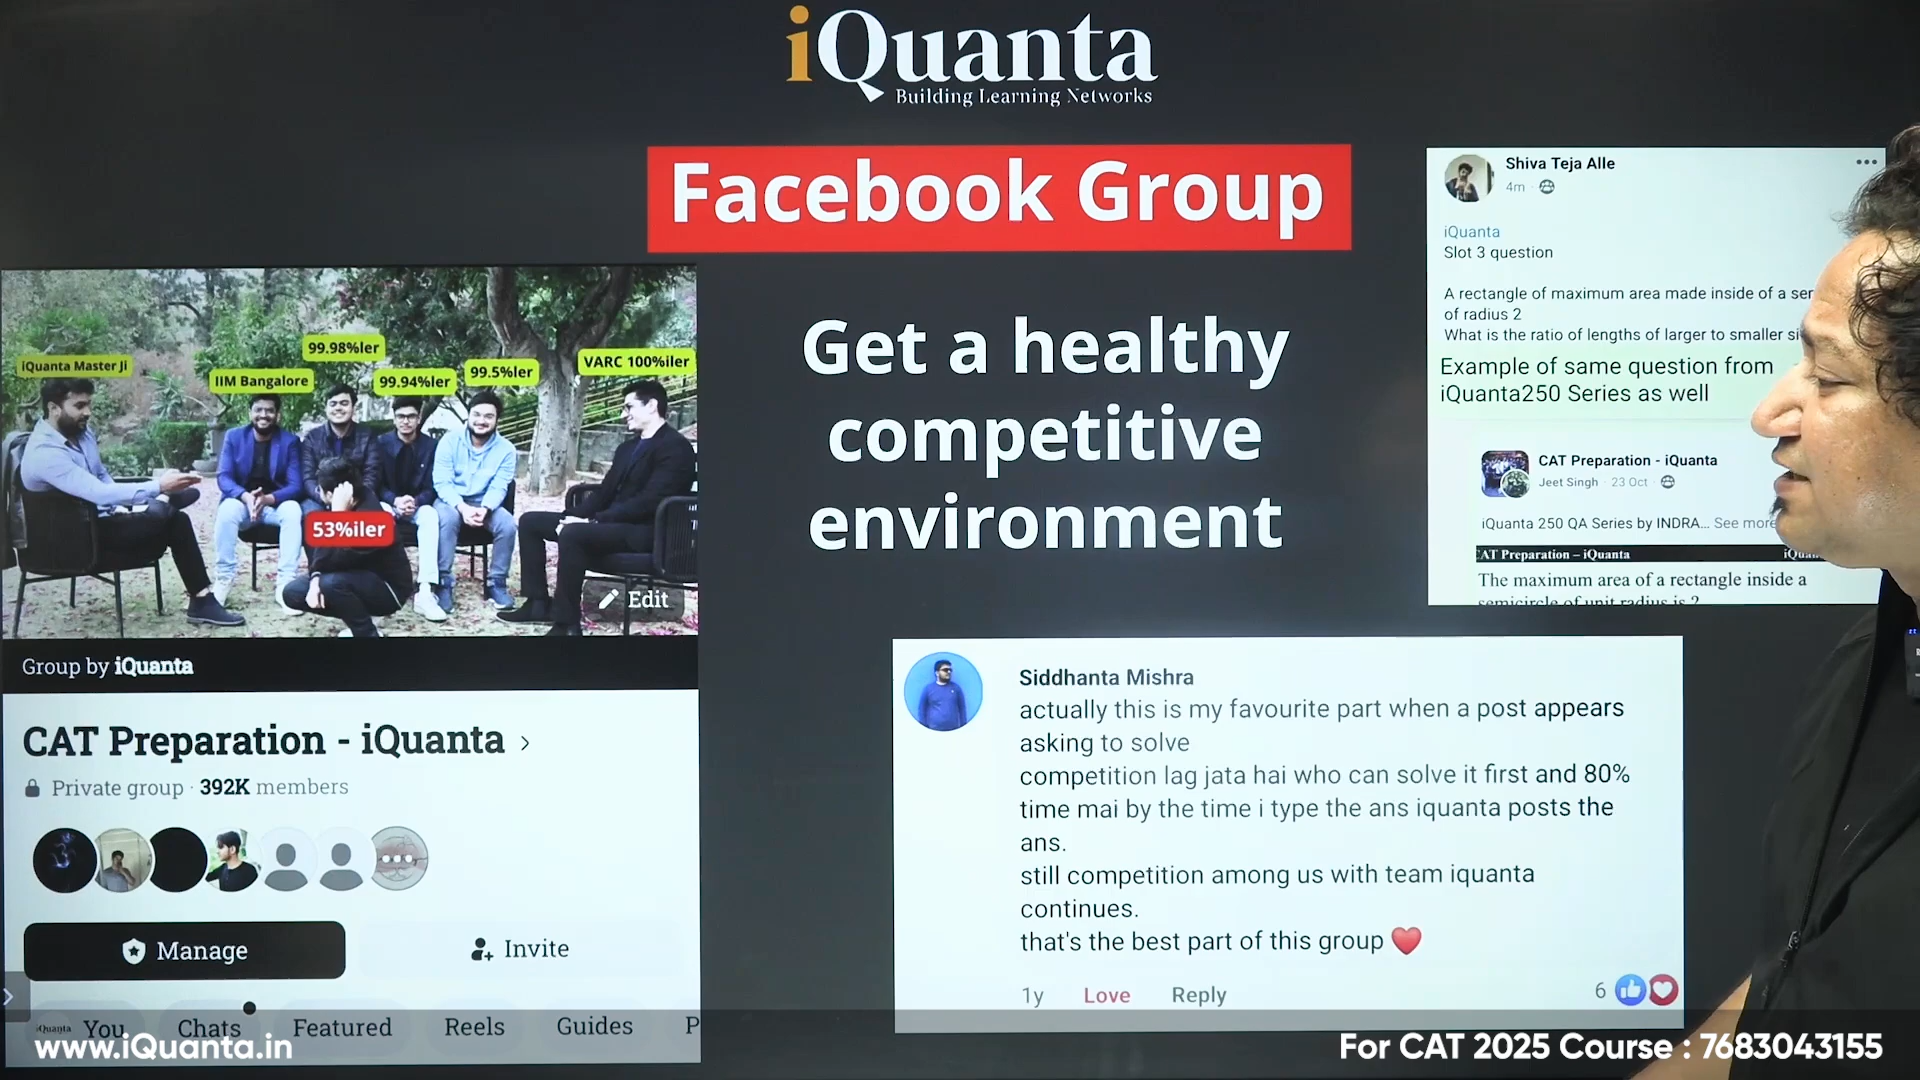 iQuanta
Building Learning Networks
Facebook Group
Get a healthy
competitive
environment
iQuanta Master Ji
IIM Bangalore
99.98%ler
99.94%ler
99.5%ler
VARC 100%iler
53%iler
Edit
Group by iQuanta
CAT Preparation - iQuanta
Private group · 392K members
Manage
Invite
iQuanta You Chats Featured Reels Guides P
www.iQuanta.in
Shiva Teja Alle
4m
iQuanta
Slot 3 question
A rectangle of maximum area made inside of a
of radius 2
What is the ratio of lengths of larger to smaller
Example of same question from
iQuanta250 Series as well
CAT Preparation - iQuanta
Jeet Singh · 23 Oct
iQuanta 250 QA Series by INDRA... See more
CAT Preparation – iQuanta
The maximum area of a rectangle inside a
semicircle of unit radius is ?
Siddhanta Mishra
actually this is my favourite part when a post appears
asking to solve
competition lag jata hai who can solve it first and 80%
time mai by the time i type the ans iquanta posts the
ans.
still competition among us with team iquanta
continues.
that's the best part of this group
1y Love Reply
6
For CAT 2025 Course : 7683043155